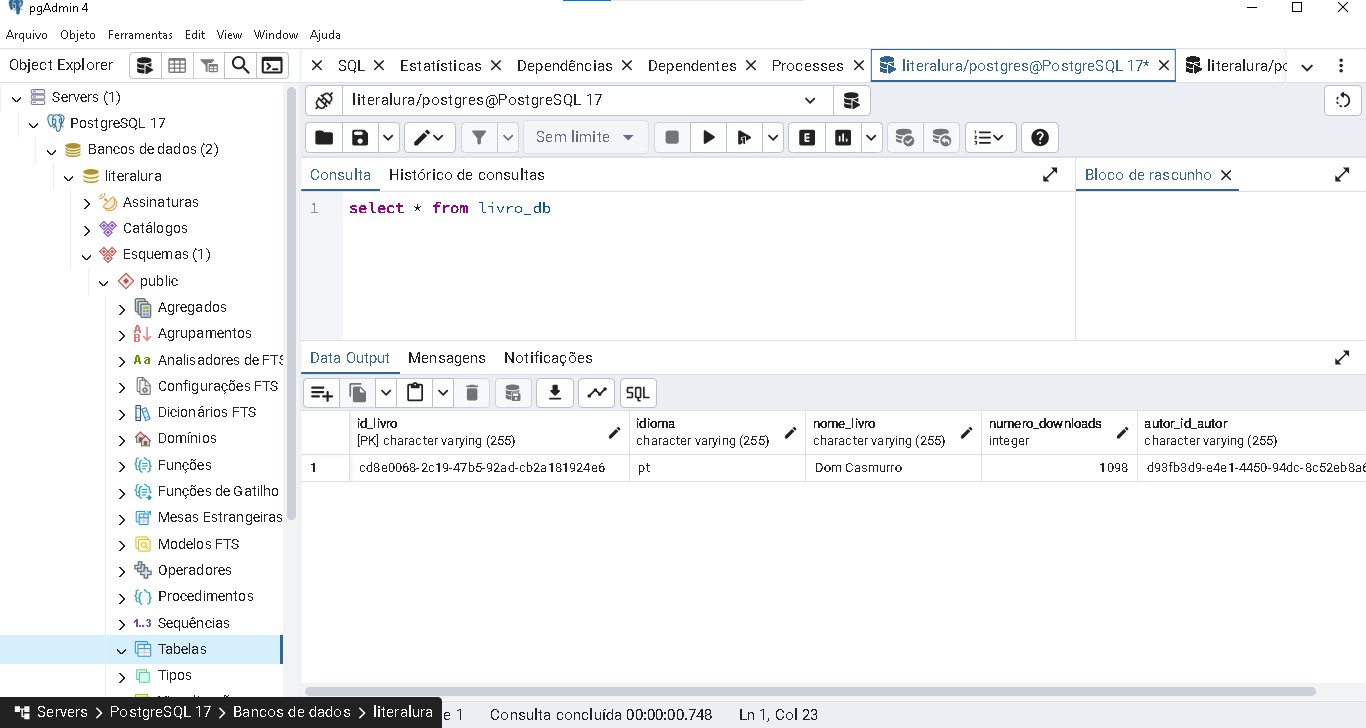 pgAdmin 4
Arquivo Objeto Ferramentas Edit View Window Ajuda
Object Explorer
SQL Estatísticas Dependências Dependentes Processes literalura/postgres@PostgreSQL 17* literalura/po
Servers (1)
PostgreSQL 17
Bancos de dados (2)
literalura
Assinaturas
Catálogos
Esquemas (1)
public
Agregados
Agrupamentos
Aa Analisadores de FTS
Configurações FTS
Dicionários FTS
Domínios
Funções
Funções de Gatilho
Mesas Estrangeiras
Modelos FTS
Operadores
Procedimentos
1..3 Sequências
Tabelas
Tipos
literalura/postgres@PostgreSQL 17
Sem limite
Consulta Histórico de consultas
Bloco de rascunho
1 select * from livro_db
Data Output Mensagens Notificações
SQL
id_livro idioma nome_livro numero_downloads autor_id_autor
[PK] character varying (255) character varying (255) character varying (255) integer character varying (255)
1 cd8e0068-2c19-47b5-92ad-cb2a181924e6 pt Dom Casmurro 1098 d93fb3d9-e4e1-4450-94dc-8c52eb8a6
Servers PostgreSQL 17 Bancos de dados literalura
e 1 Consulta concluída 00:00:00.748 Ln 1, Col 23